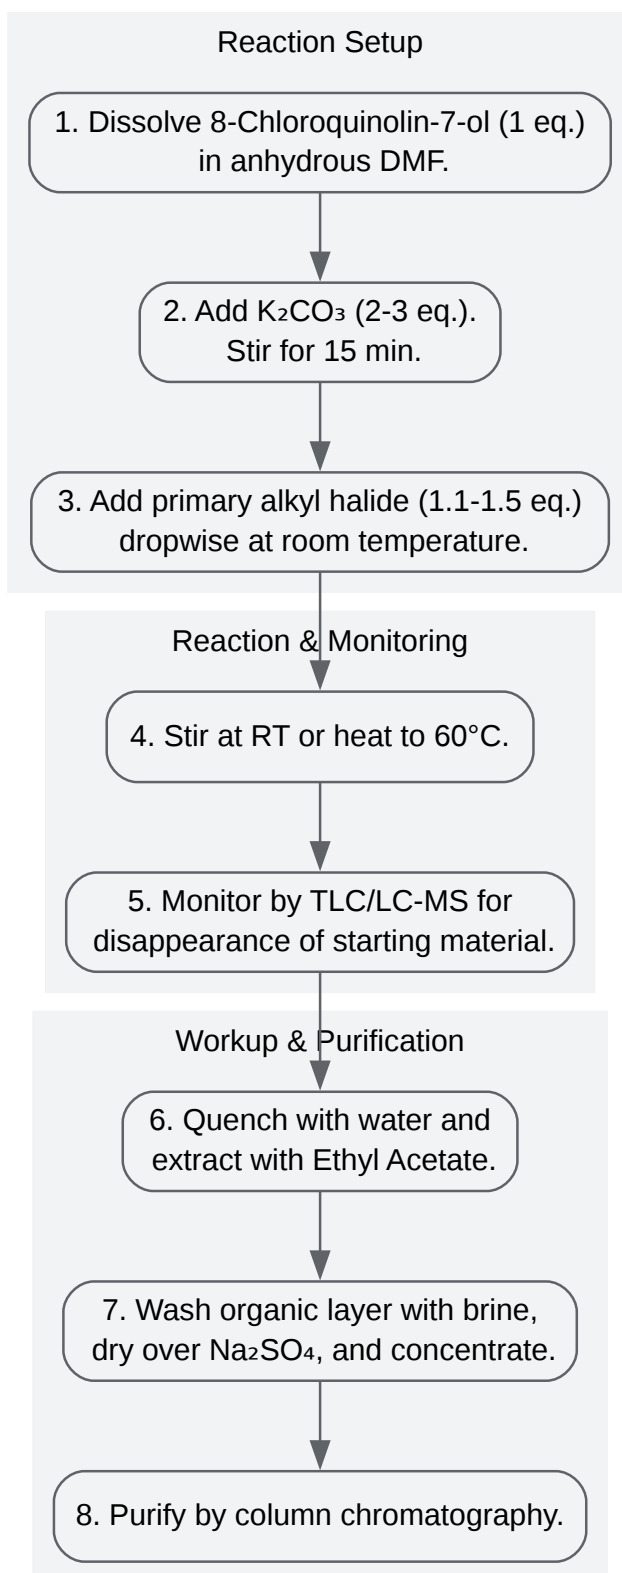 Reaction Setup
1. Dissolve 8-Chloroquinolin-7-ol (1 eq.)
in anhydrous DMF.
2. Add K₂CO₃ (2-3 eq.).
Stir for 15 min.
3. Add primary alkyl halide (1.1-1.5 eq.)
dropwise at room temperature.
Reaction & Monitoring
4. Stir at RT or heat to 60°C.
5. Monitor by TLC/LC-MS for
disappearance of starting material.
Workup & Purification
6. Quench with water and
extract with Ethyl Acetate.
7. Wash organic layer with brine,
dry over Na₂SO₄, and concentrate.
8. Purify by column chromatography.